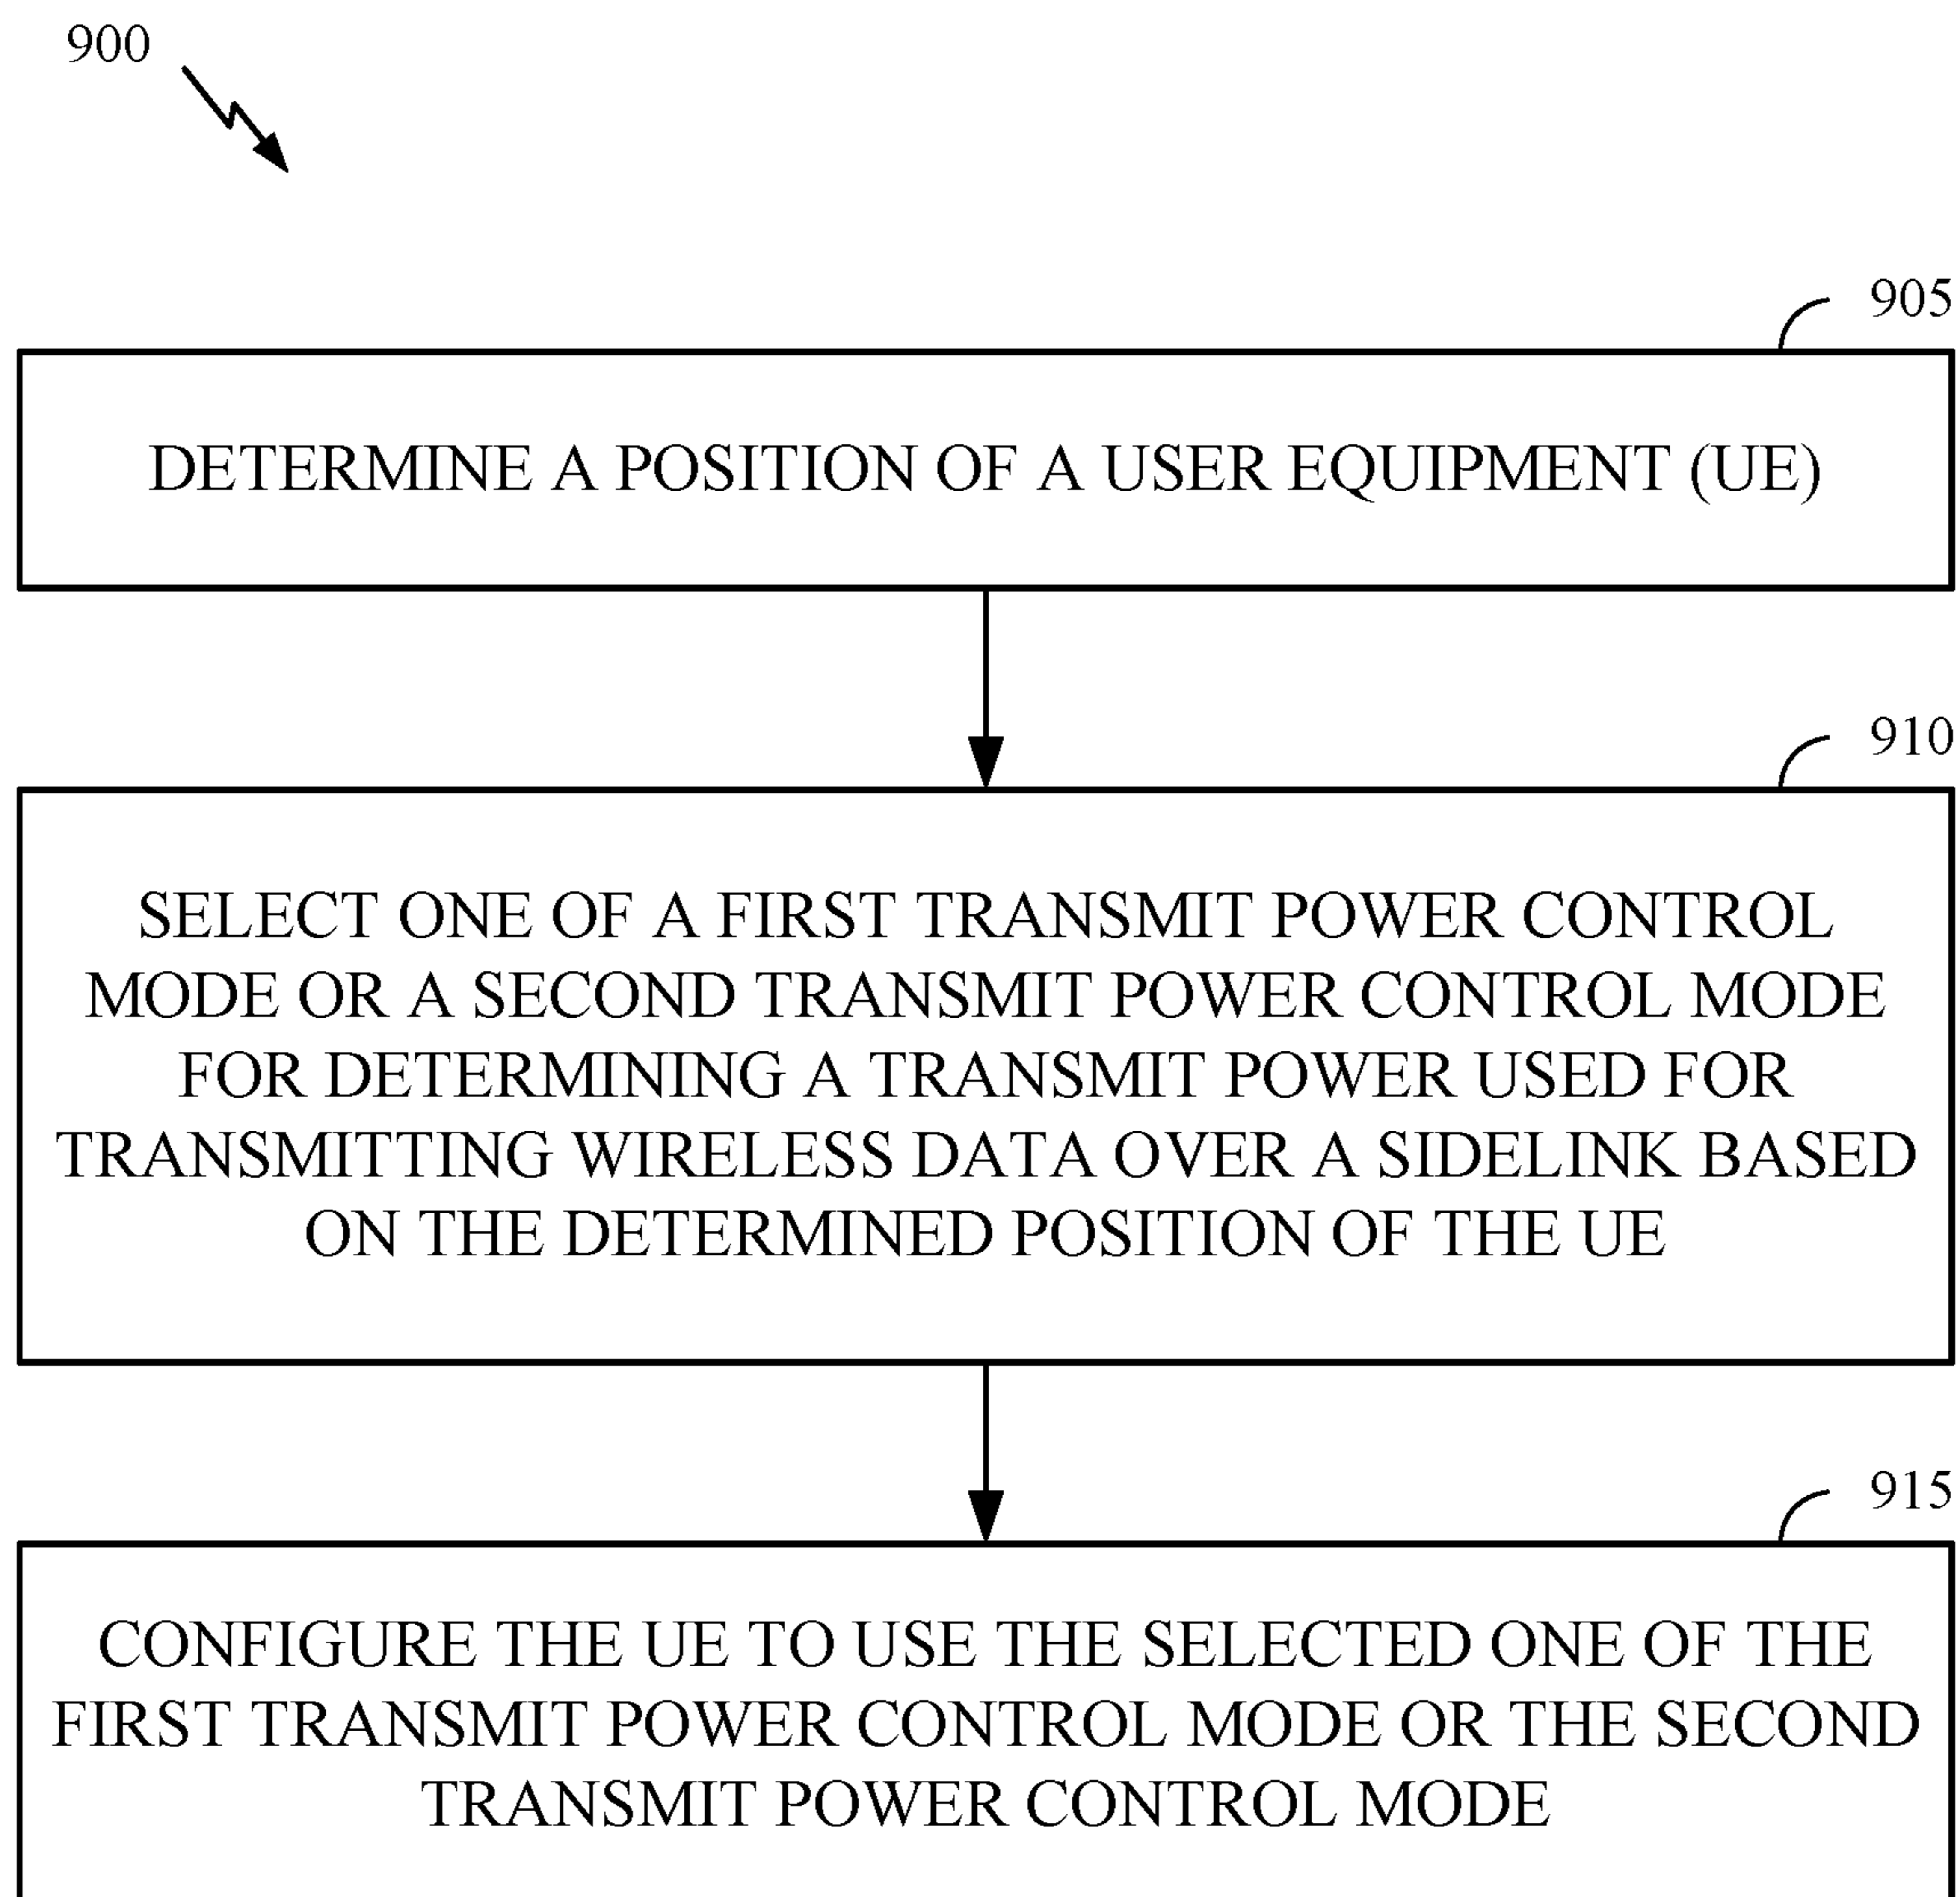 900
905
DETERMINE A POSITION OF A USER EQUIPMENT (UE)
910
SELECT ONE OF A FIRST TRANSMIT POWER CONTROL
MODE OR A SECOND TRANSMIT POWER CONTROL MODE
FOR DETERMINING A TRANSMIT POWER USED FOR
TRANSMITTING WIRELESS DATA OVER A SIDELINK BASED
ON THE DETERMINED POSITION OF THE UE
915
CONFIGURE THE UE TO USE THE SELECTED ONE OF THE
FIRST TRANSMIT POWER CONTROL MODE OR THE SECOND
TRANSMIT POWER CONTROL MODE